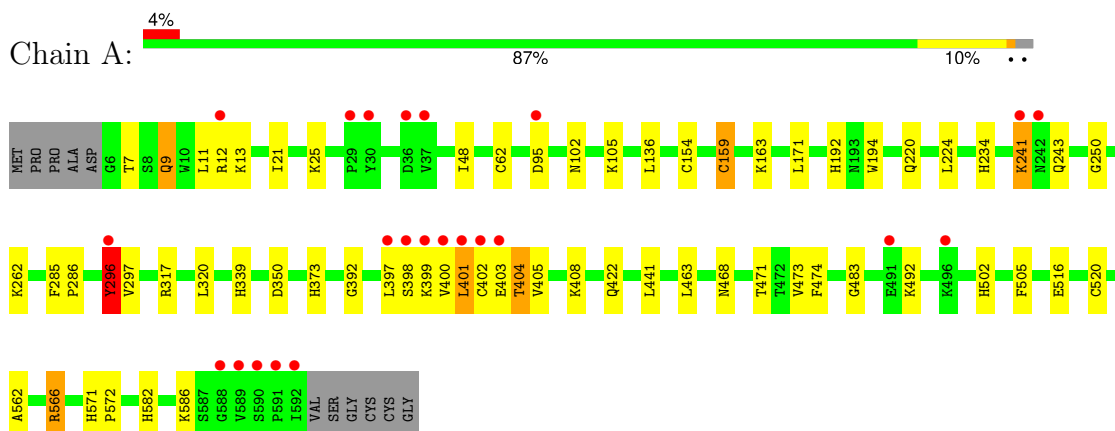 4%
Chain A:
87% 10% • •
MET PRO PRO ALA ASP G6 T7 S8 Q9 W10 L11 R12 K13 I21 K25 P29 Y30 D36 V37 I48 C62 D95 N102 K105 L136 C154 C159 K163 L171 H192 N193 W194 Q220 L224 H234 K241 N242 Q243 G250
K262 F285 P286 Y296 V297 R317 L320 H339 D350 H373 G392 L397 S398 K399 V400 L401 C402 E403 T404 V405 K408 Q422 L441 L463 N468 T471 T472 V473 F474 G483 E491 K492 K496 H502 F505 E516 C520
A562 R566 H571 P572 H582 K586 S587 G588 V589 S590 P591 I592 VAL SER GLY CYS CYS GLY